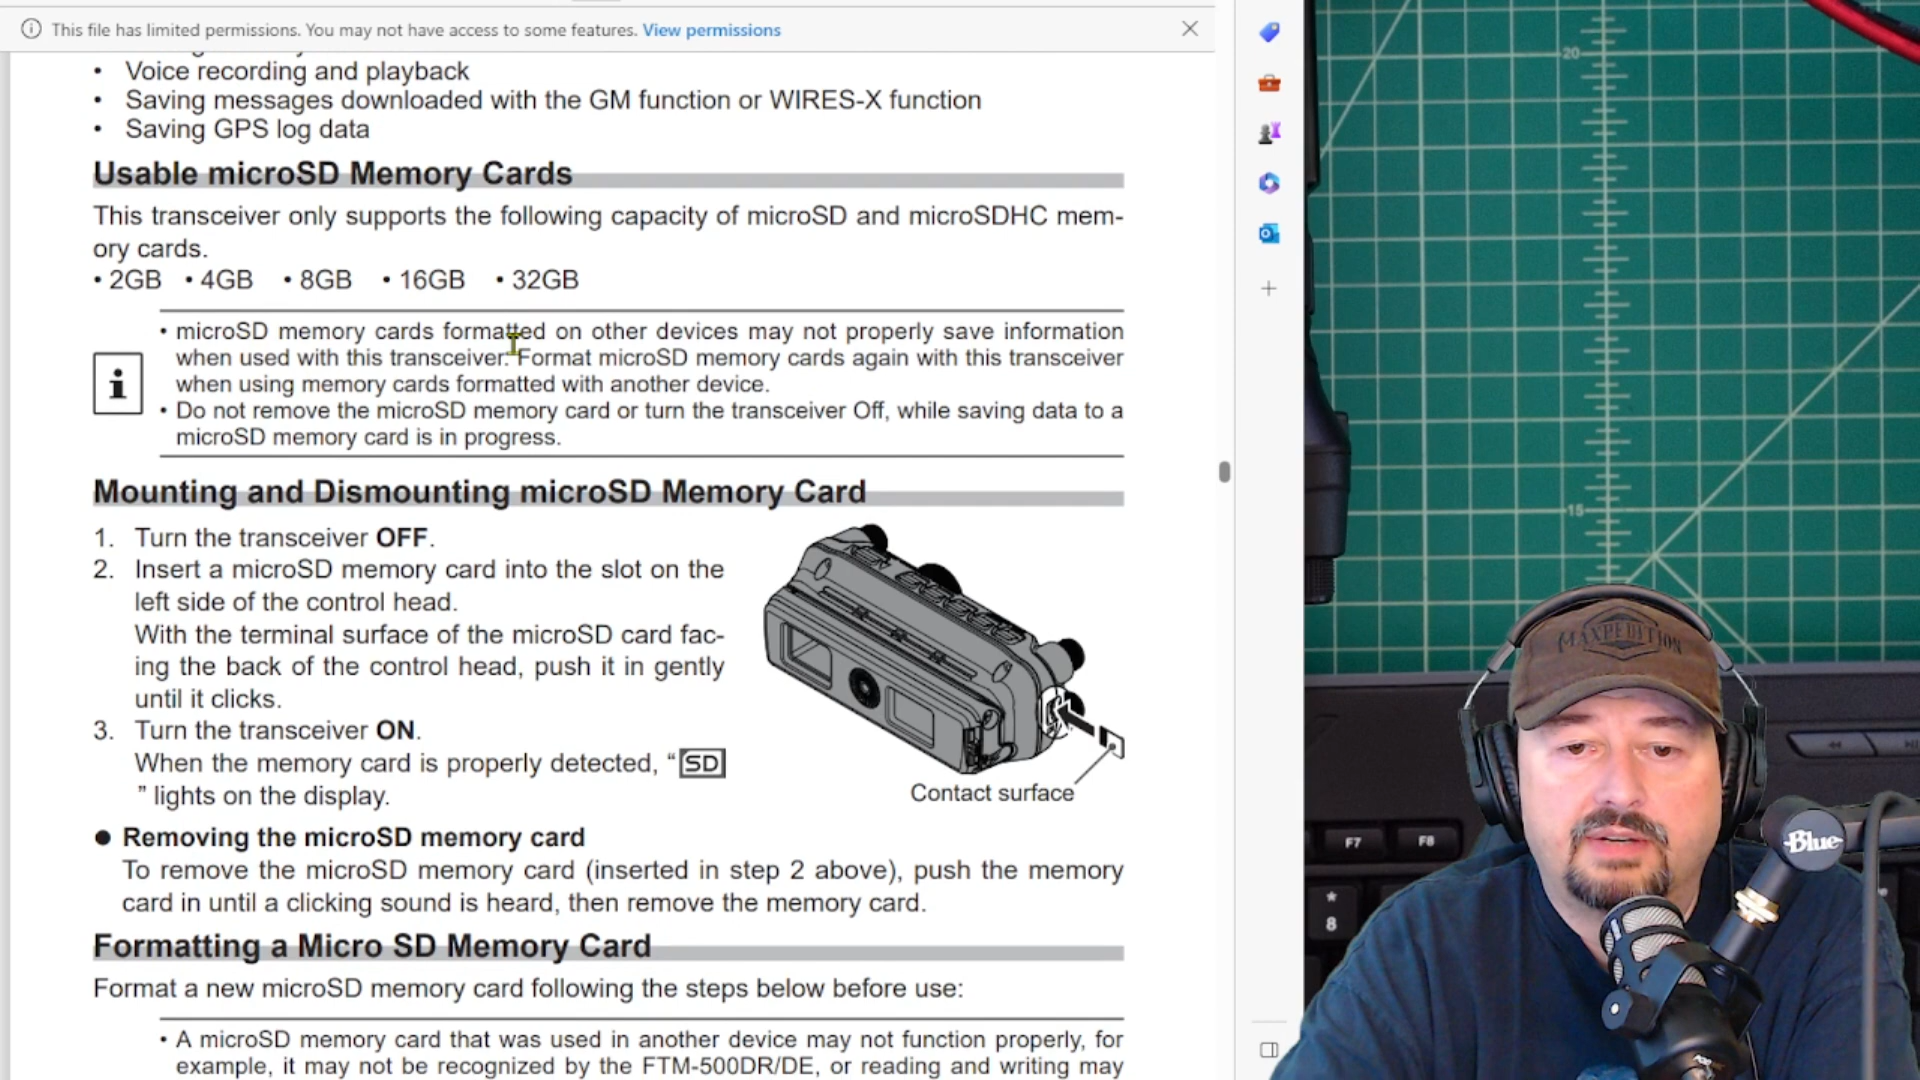 This file has limited permissions. You may not have access to some features. View permissions
• Voice recording and playback
• Saving messages downloaded with the GM function or WIRES-X function
• Saving GPS log data
Usable microSD Memory Cards
This transceiver only supports the following capacity of microSD and microSDHC mem-
ory cards.
• 2GB • 4GB • 8GB • 16GB • 32GB
• microSD memory cards formatted on other devices may not properly save information
when used with this transceiver. Format microSD memory cards again with this transceiver
when using memory cards formatted with another device.
• Do not remove the microSD memory card or turn the transceiver Off, while saving data to a
microSD memory card is in progress.
Mounting and Dismounting microSD Memory Card
1. Turn the transceiver OFF.
2. Insert a microSD memory card into the slot on the
left side of the control head.
With the terminal surface of the microSD card fac-
ing the back of the control head, push it in gently
until it clicks.
3. Turn the transceiver ON.
When the memory card is properly detected, “SD
” lights on the display.
Contact surface
● Removing the microSD memory card
To remove the microSD memory card (inserted in step 2 above), push the memory
card in until a clicking sound is heard, then remove the memory card.
Formatting a Micro SD Memory Card
Format a new microSD memory card following the steps below before use:
• A microSD memory card that was used in another device may not function properly, for
example, it may not be recognized by the FTM-500DR/DE, or reading and writing may
20
15
MAXPEDITION
Blue
F7
F8
*
8